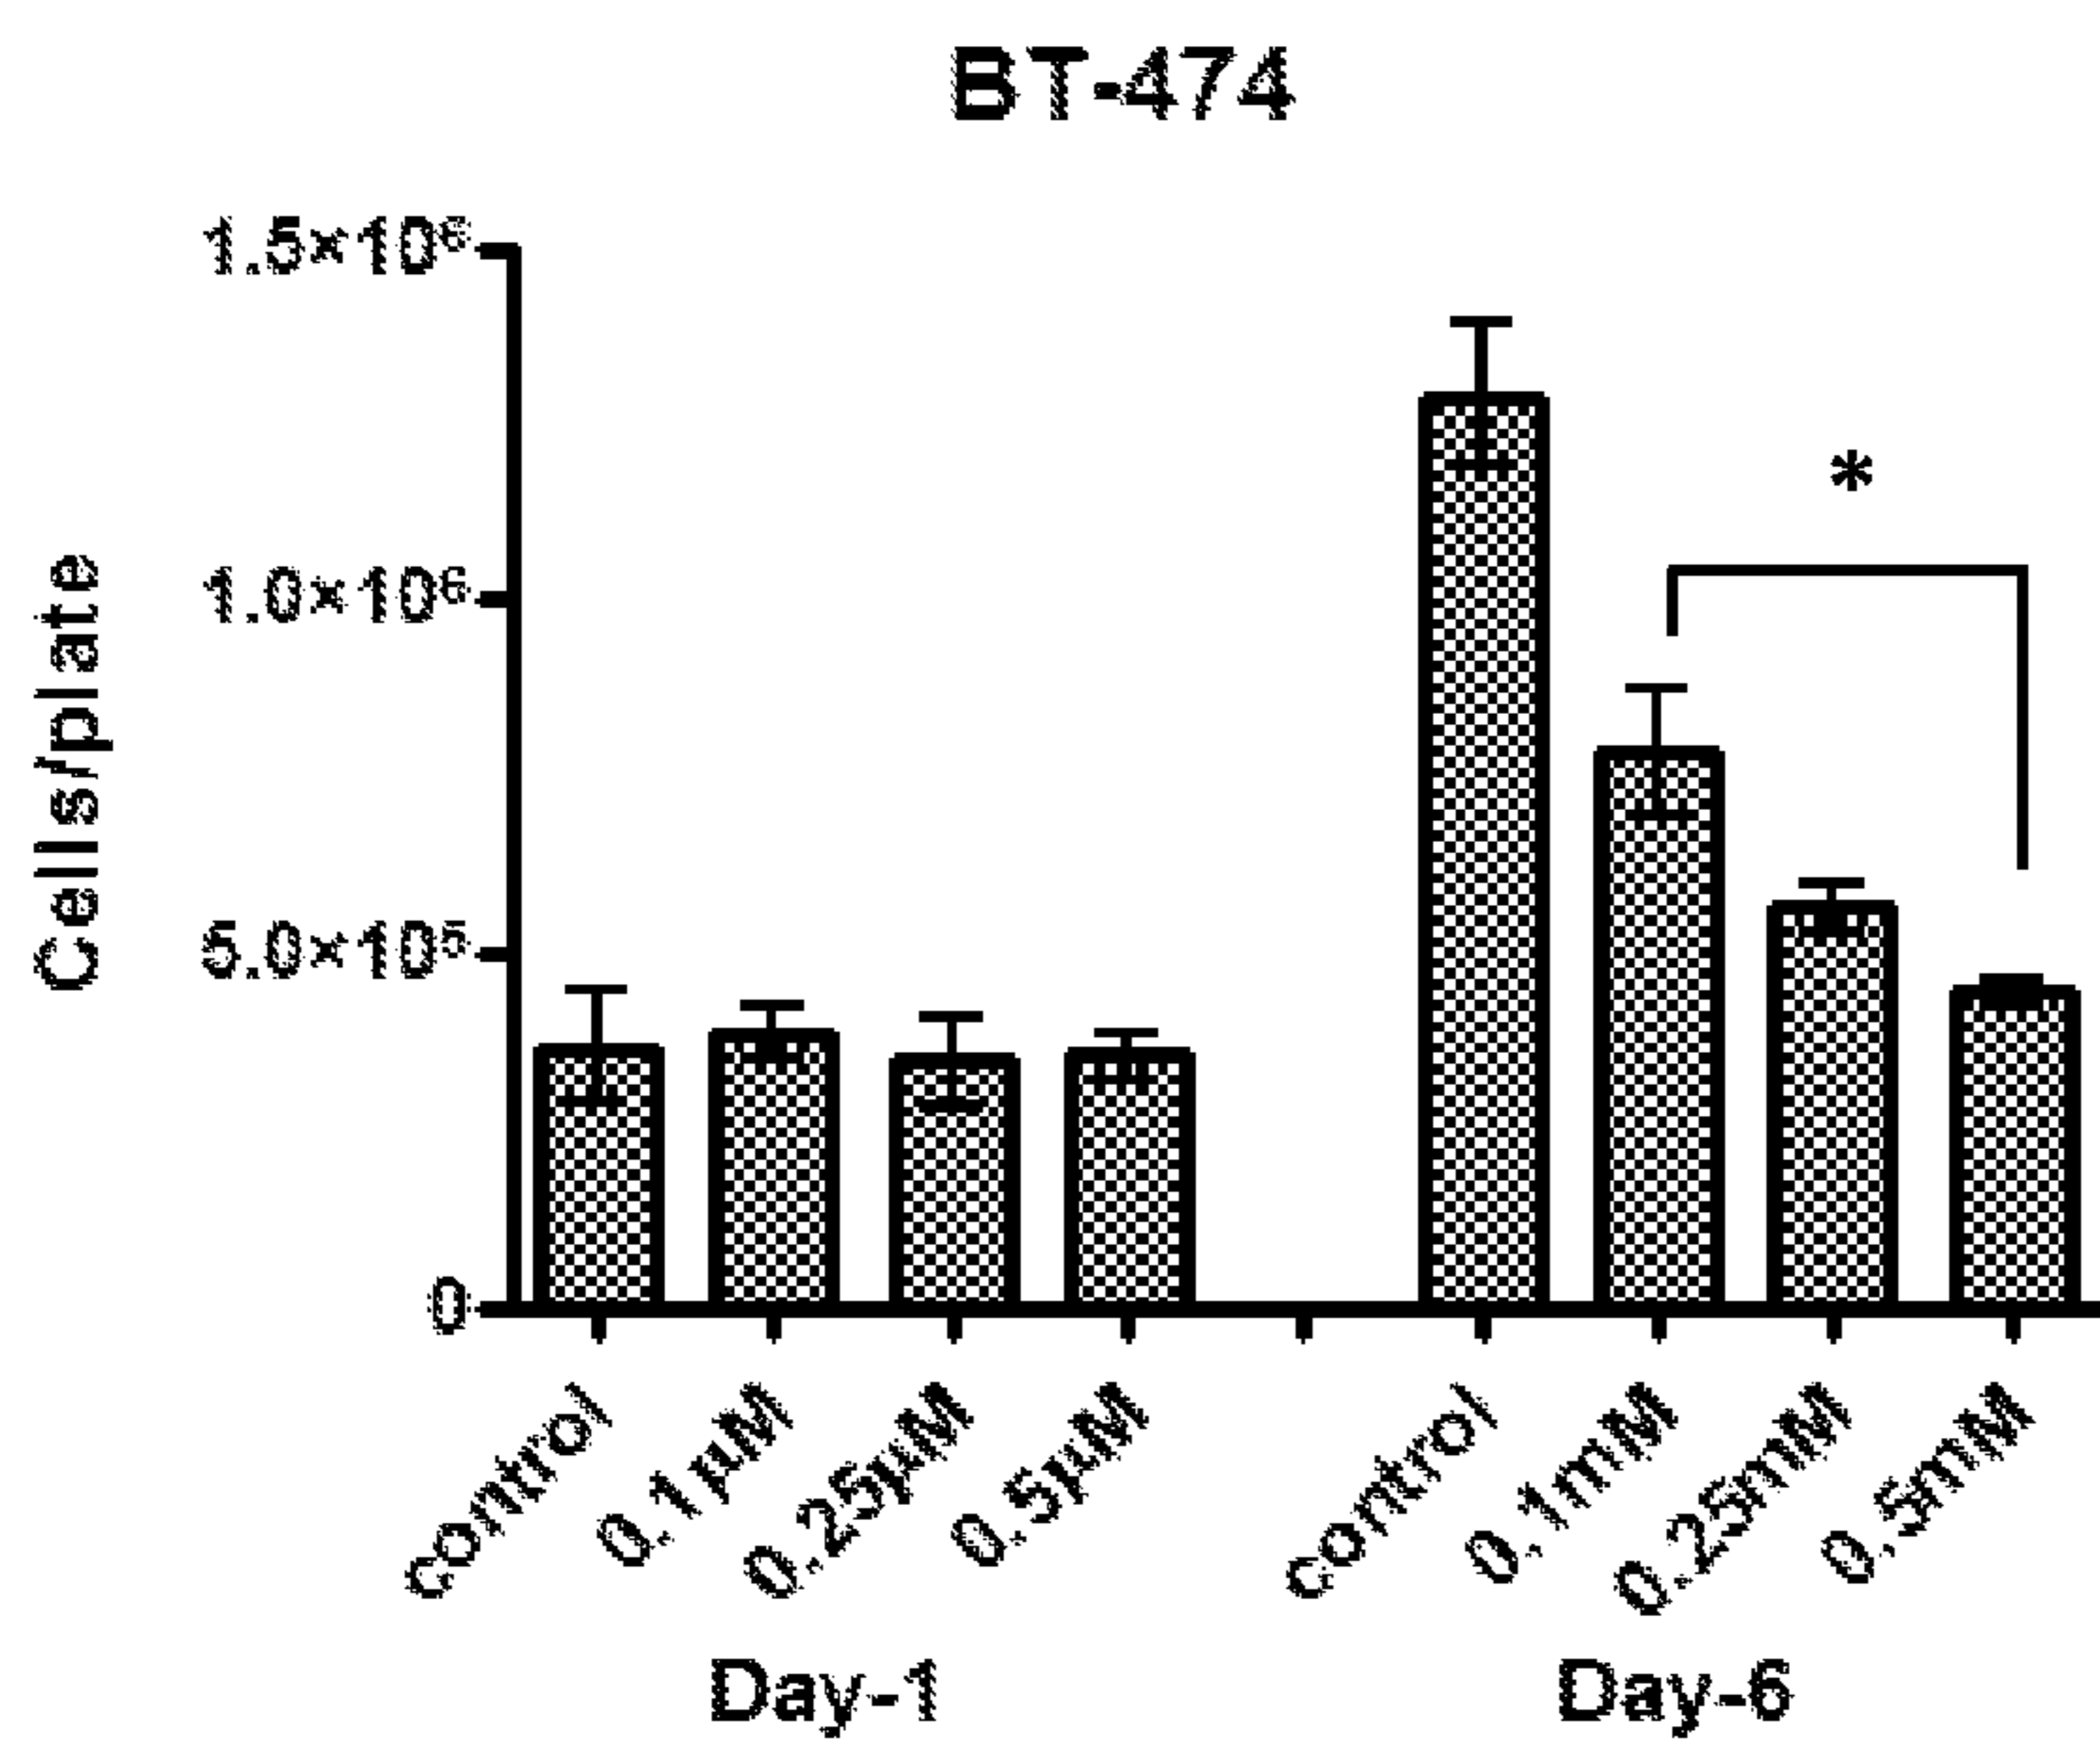 BT-474
Cells/plate
1.5×10⁶
1.0×10⁶
5.0×10⁵
0
*
control
0.1µM
0.25µM
0.5µM
control
0.1mM
0.25mM
0.5mM
Day-1
Day-6